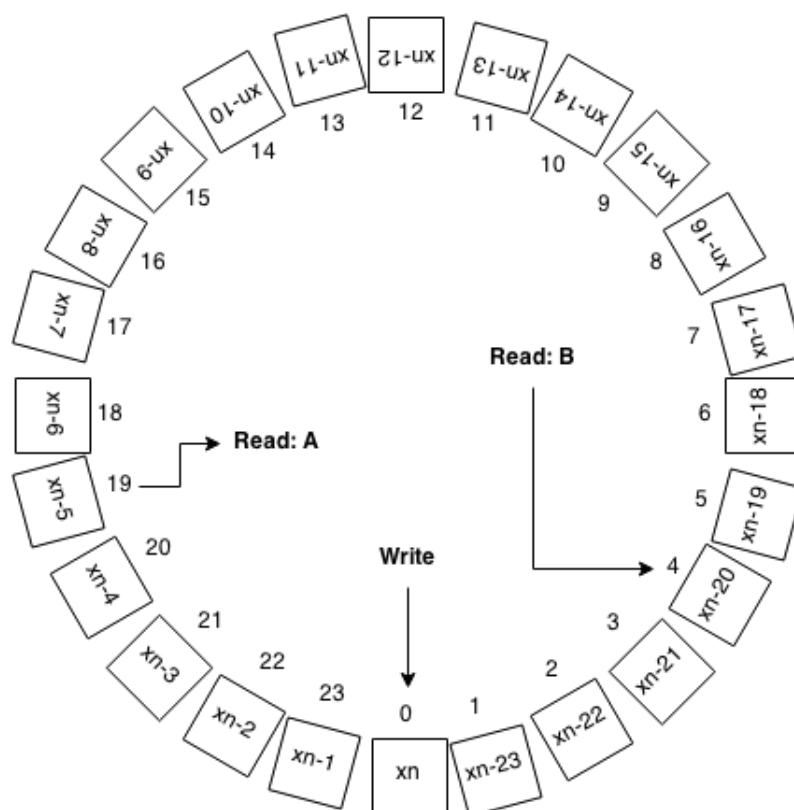 xn-12
xn-11
xn-13
xn-10
12
xn-14
13
11
14
10
xn-9
xn-15
15
9
xn-8
xn-16
16
8
xn-7
17
7
xn-17
Read: B
xn-6
18
6
xn-18
Read: A
19
xn-5
5
xn-19
20
Write
4
xn-4
xn-20
21
3
xn-3
22
2
xn-21
23
0
1
xn-2
xn-22
xn-1
xn
xn-23